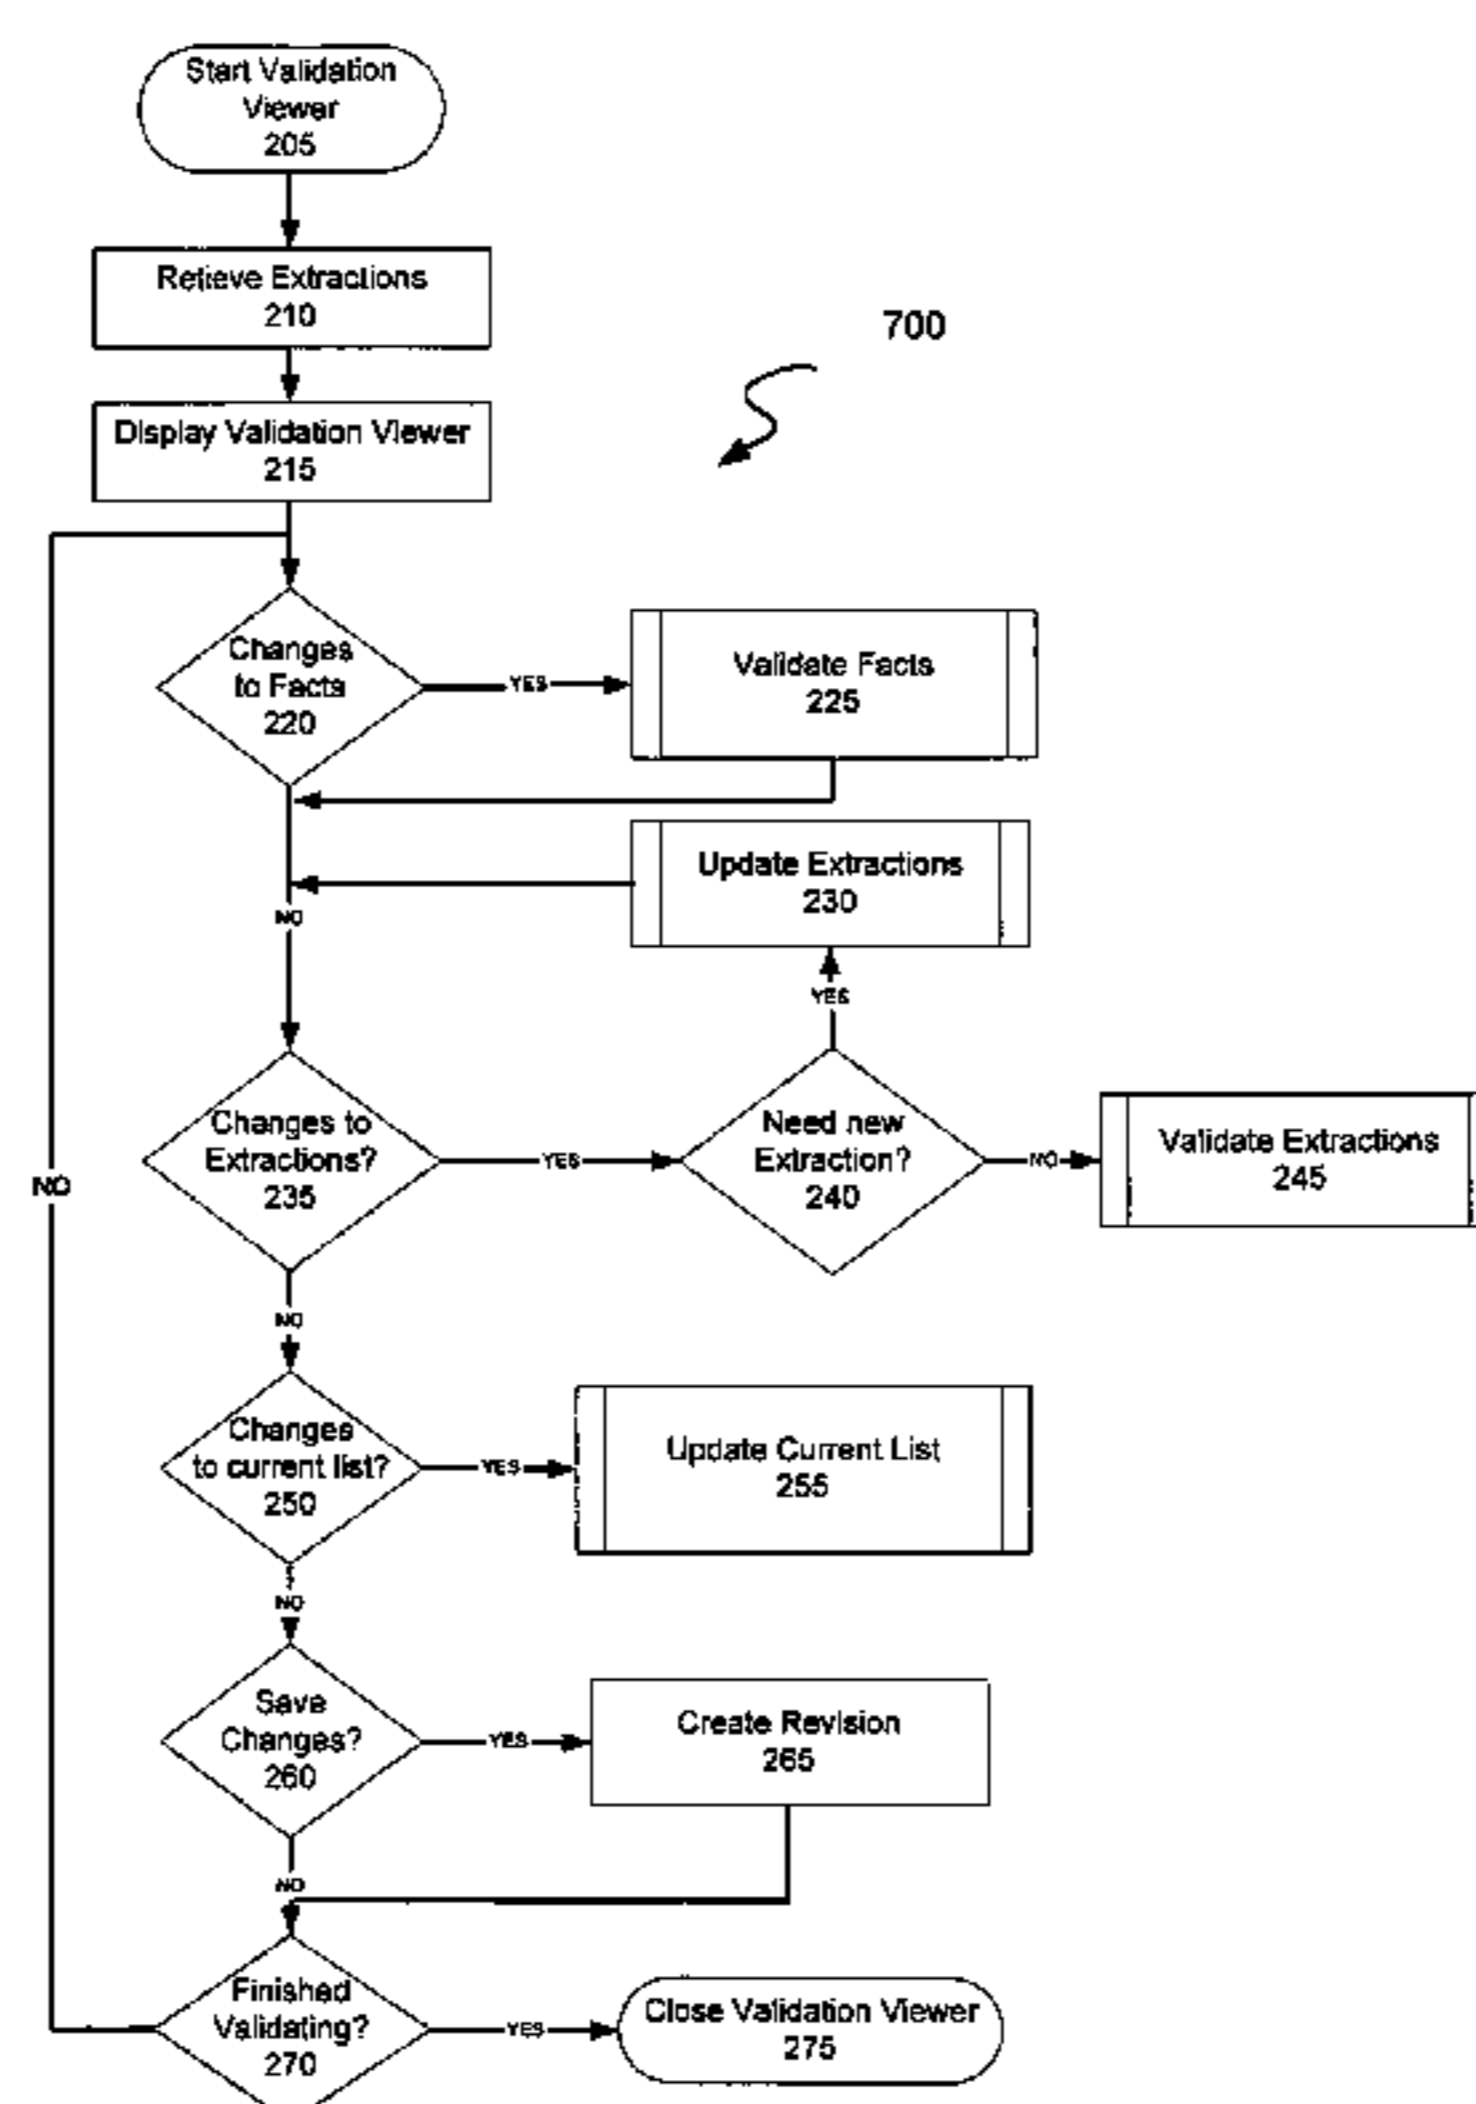 Start Validation
Viewer
205
Retieve Extractions
210
700
Display Validation Viewer
215
Changes
to Facts
220
YES
Validate Facts
225
Update Extractions
230
NO
YES
Changes to
Extractions?
235
YES
Need new
Extraction?
240
NO
Validate Extractions
245
NO
NO
Changes
to current list?
250
YES
Update Current List
255
NO
Save
Changes?
260
YES
Create Revision
265
NO
Finished
Validating?
270
YES
Close Validation Viewer
275